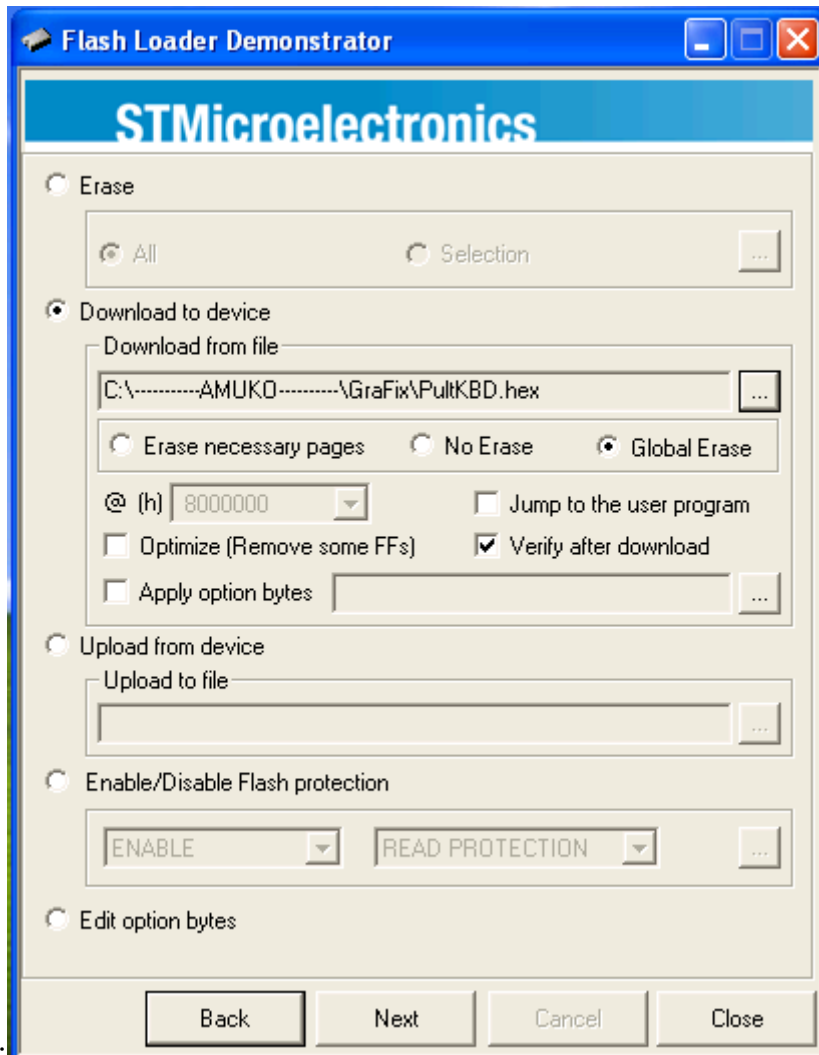 Flash Loader Demonstrator
STMicroelectronics
Erase
All Selection ...
Download to device
Download from file
C:\-----------AMUKO----------\GraFix\PultKBD.hex ...
Erase necessary pages No Erase Global Erase
@ (h) 8000000 Jump to the user program
Optimize (Remove some FFs) Verify after download
Apply option bytes ...
Upload from device
Upload to file
...
Enable/Disable Flash protection
ENABLE READ PROTECTION ...
Edit option bytes
Back Next Cancel Close